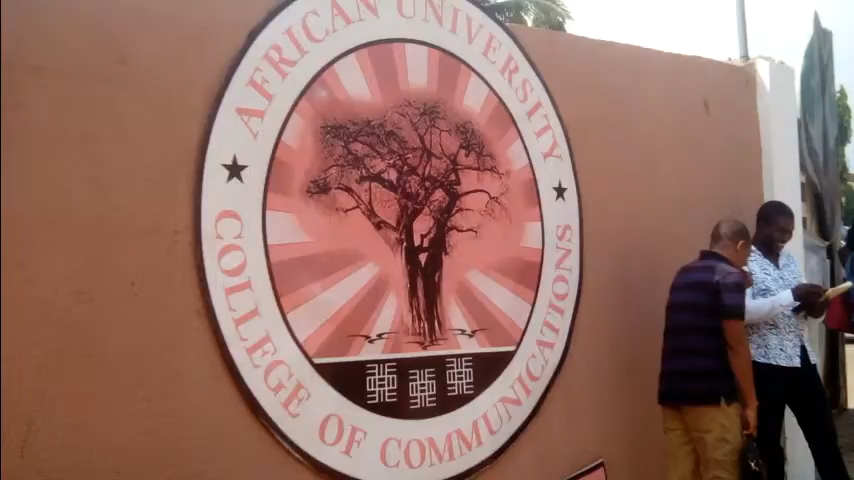 AFRICAN UNIVERSITY
COLLEGE OF COMMUNICATIONS